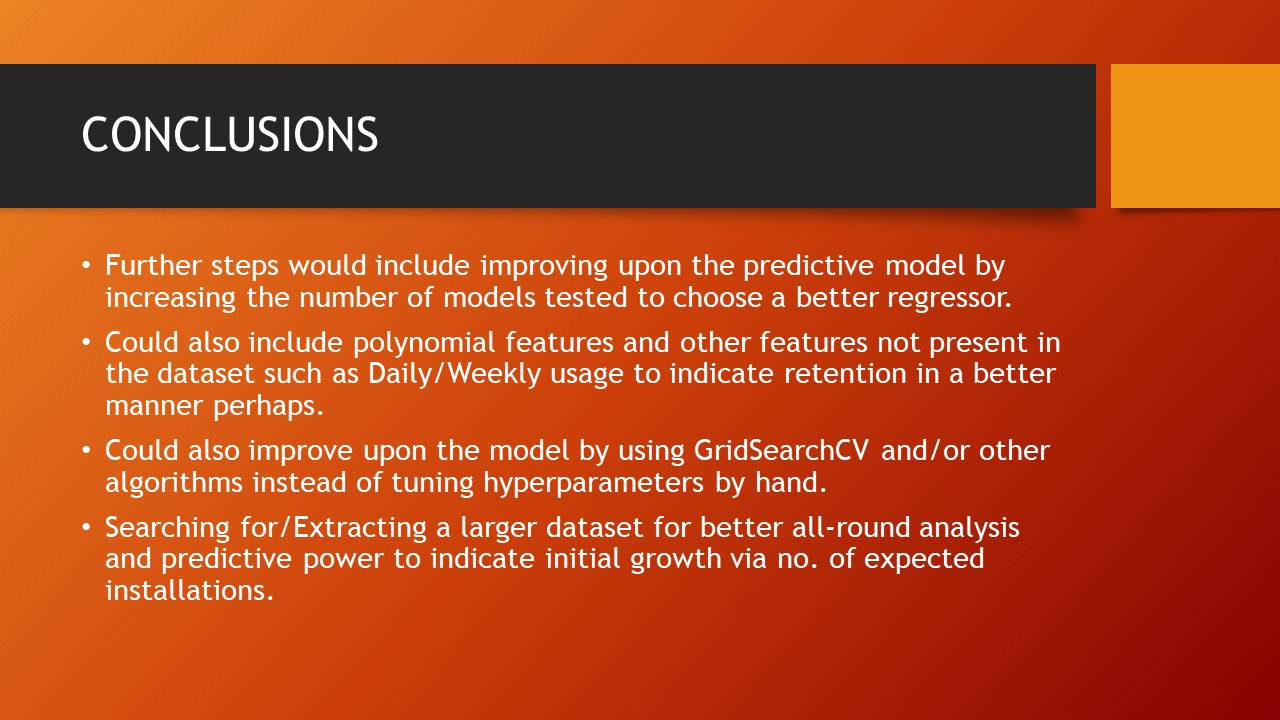 CONCLUSIONS
• Further steps would include improving upon the predictive model by
increasing the number of models tested to choose a better regressor.
• Could also include polynomial features and other features not present in
the dataset such as Daily/Weekly usage to indicate retention in a better
manner perhaps.
• Could also improve upon the model by using GridSearchCV and/or other
algorithms instead of tuning hyperparameters by hand.
• Searching for/Extracting a larger dataset for better all-round analysis
and predictive power to indicate initial growth via no. of expected
installations.